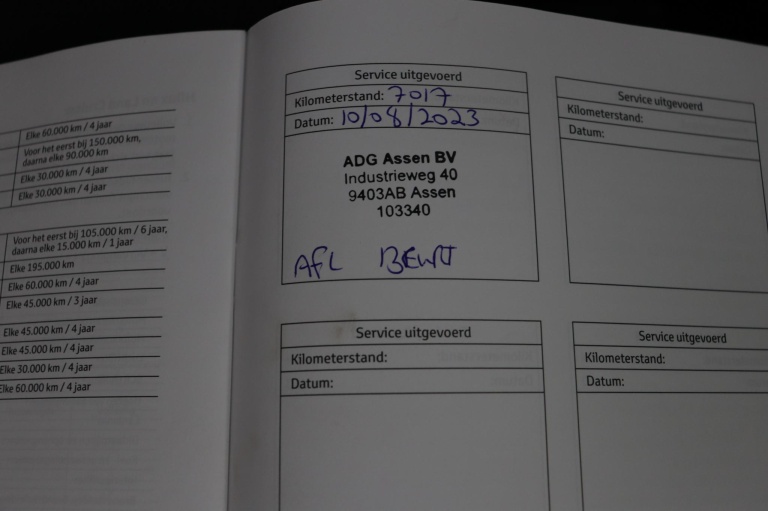 Elke 60.000 km / 4 jaar
Voor het eerst bij 150.000 km,
daarna elke 90.000 km
Elke 30.000 km / 4 jaar
Elke 30.000 km / 4 jaar
Voor het eerst bij 105.000 km / 6 jaar,
daarna elke 15.000 km / 1 jaar
Elke 195.000 km
Elke 60.000 km / 4 jaar
Elke 45.000 km / 3 jaar
Elke 45.000 km / 4 jaar
Elke 45.000 km / 4 jaar
Elke 30.000 km / 4 jaar
Elke 60.000 km / 4 jaar
Service uitgevoerd
Kilometerstand: 7017
Datum: 10/08/2023
ADG Assen BV
Industrieweg 40
9403AB Assen
103340
AFL
Service uitgevoerd
Kilometerstand:
Datum:
Service uitgevoerd
Kilometerstand:
Datum:
Service uitgevoerd
Kilometerstand:
Datum: